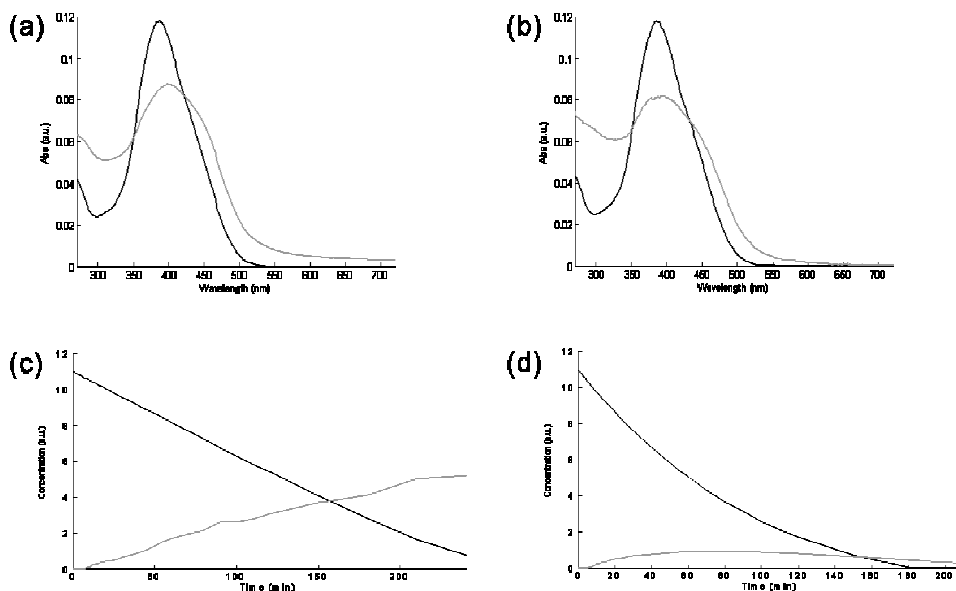 (a)
0.12
0.1
0.08
0.06
0.04
0.02
0
Abs (a.u.)
300 350 400 450 500 550 600 650 700
Wavelength (nm)
(b)
0.12
0.1
0.08
0.06
0.04
0.02
0
Abs (a.u.)
300 350 400 450 500 550 600 650 700
Wavelength (nm)
(c)
12
10
8
6
4
2
0
Concentration (a.u.)
0 50 100 150 200
Time (min)
(d)
12
10
8
6
4
2
0
Concentration (a.u.)
0 20 40 60 80 100 120 140 160 180 200
Time (min)